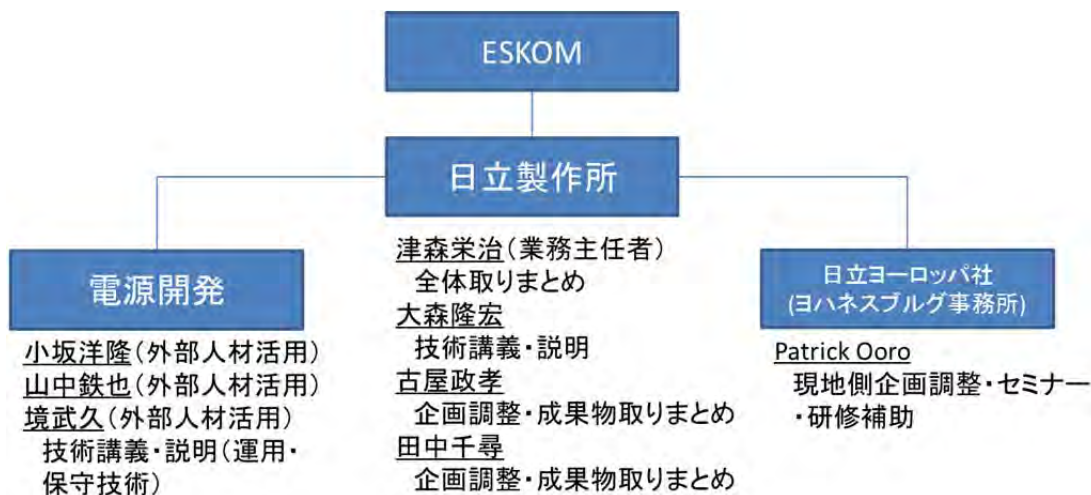 ESKOM
日立製作所
電源開発
小坂洋隆(外部人材活用)
山中鉄也(外部人材活用)
境武久(外部人材活用)
技術講義・説明(運用・
保守技術)
津森栄治(業務主任者)
全体取りまとめ
大森隆宏
技術講義・説明
古屋政孝
企画調整・成果物取りまとめ
田中千尋
企画調整・成果物取りまとめ
日立ヨーロッパ社
(ヨハネスブルグ事務所)
Patrick Ooro
現地側企画調整・セミナー
・研修補助